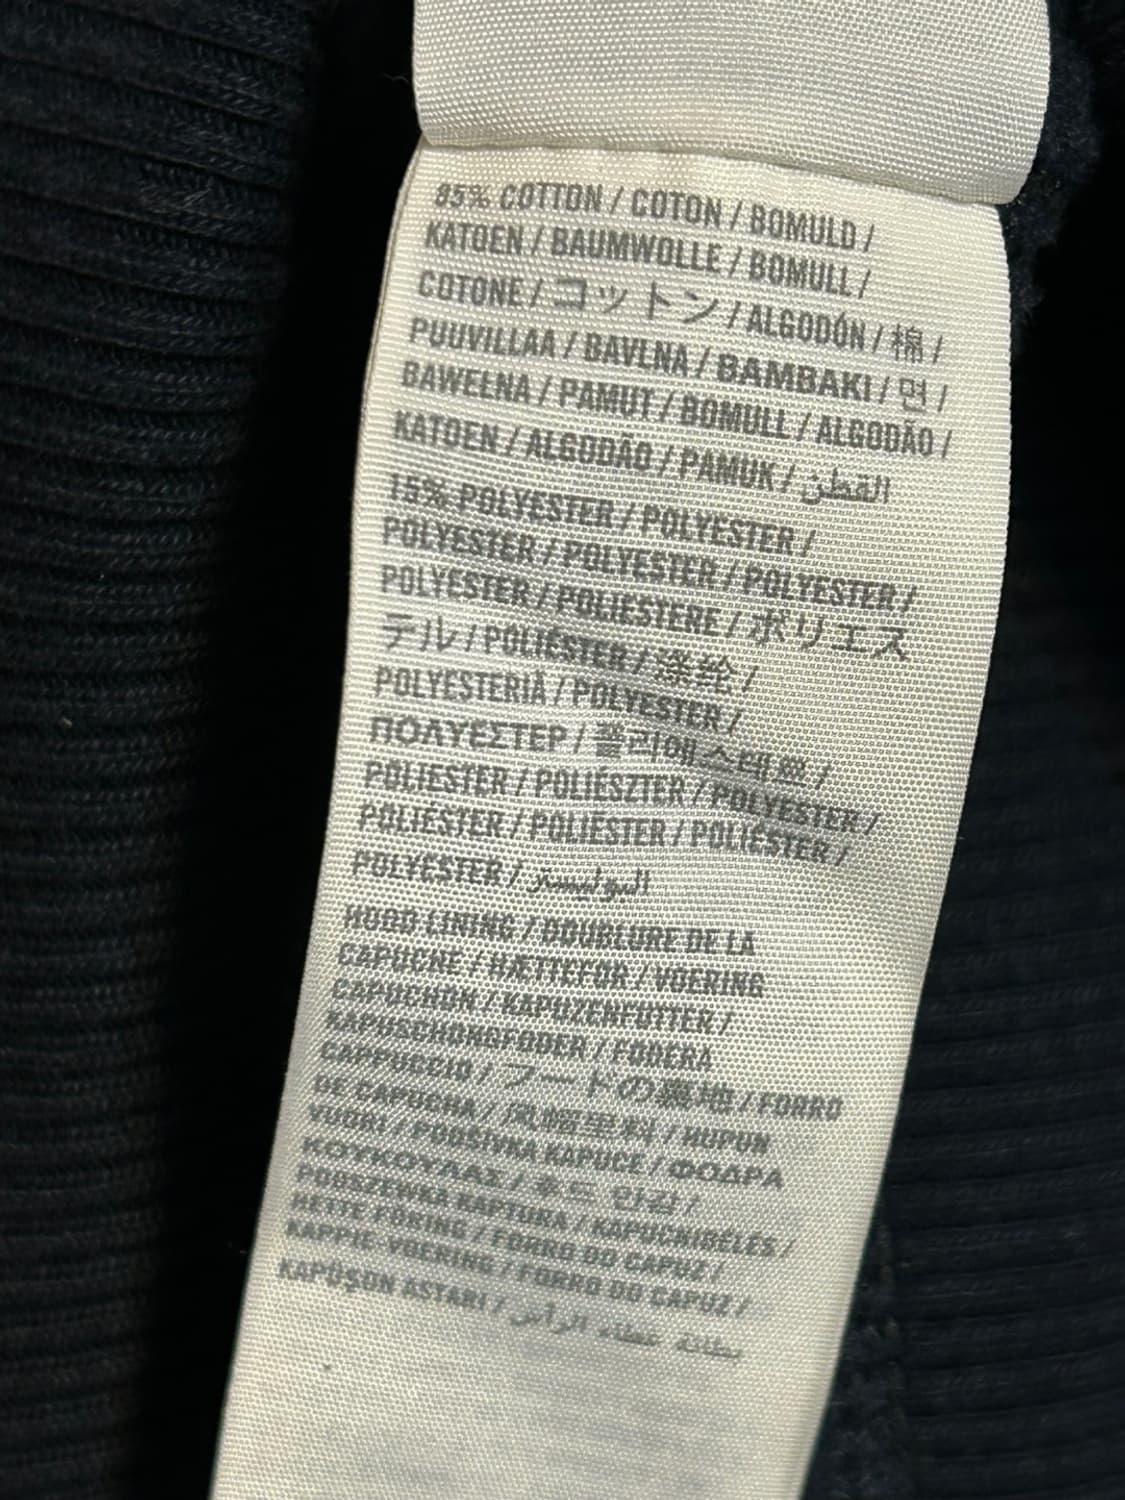 85% COTTON / COTON / BOMULD /
KATOEN / BAUMWOLLE / BOMULL /
COTONE / コットン / ALGODÓN / 棉 /
PUUVILLAA / BAVLNA / BAMBAKI / 면 /
BAWEŁNA / PAMUT / BOMULL / ALGODÃO /
KATOEN / ALGODÃO / PAMUK / القطن
15% POLYESTER / POLYESTER /
POLYESTER / POLYESTER / POLYESTER /
POLYESTER / POLIESTERE / ポリエス
テル / POLIÉSTER / 涤纶 /
POLYESTERIÄ / POLYESTER /
ΠΟΛΥΕΣΤΕΡ / 폴리에스테르 /
POLIESTER / POLIÉSZTER / POLYESTER /
POLIÉSTER / POLIESTER / POLIÉSTER /
POLYESTER / البوليستر
HOOD LINING / DOUBLURE DE LA
CAPUCHE / HÆTTEFOR / VOERING
CAPUCHON / KAPUZENFUTTER /
KAPUSCHONGFODER / FODERA
CAPPUCCIO / フードの裏地 / FORRO
DE CAPUCHA / 风帽里料 / HUPUN
VUORI / PODŠÍVKA KAPUCE / ΦΟΔΡΑ
ΚΟΥΚΟΥΛΑΣ / 후드 안감 /
PODSZEWKA KAPTURA / KAPUCNIBÉLÉS /
HETTE FÔRING / FORRO DO CAPUZ /
KAPPIE-VOERING / FORRO DO CAPUZ /
KAPÜŞON ASTARI / بطانة غطاء الرأس